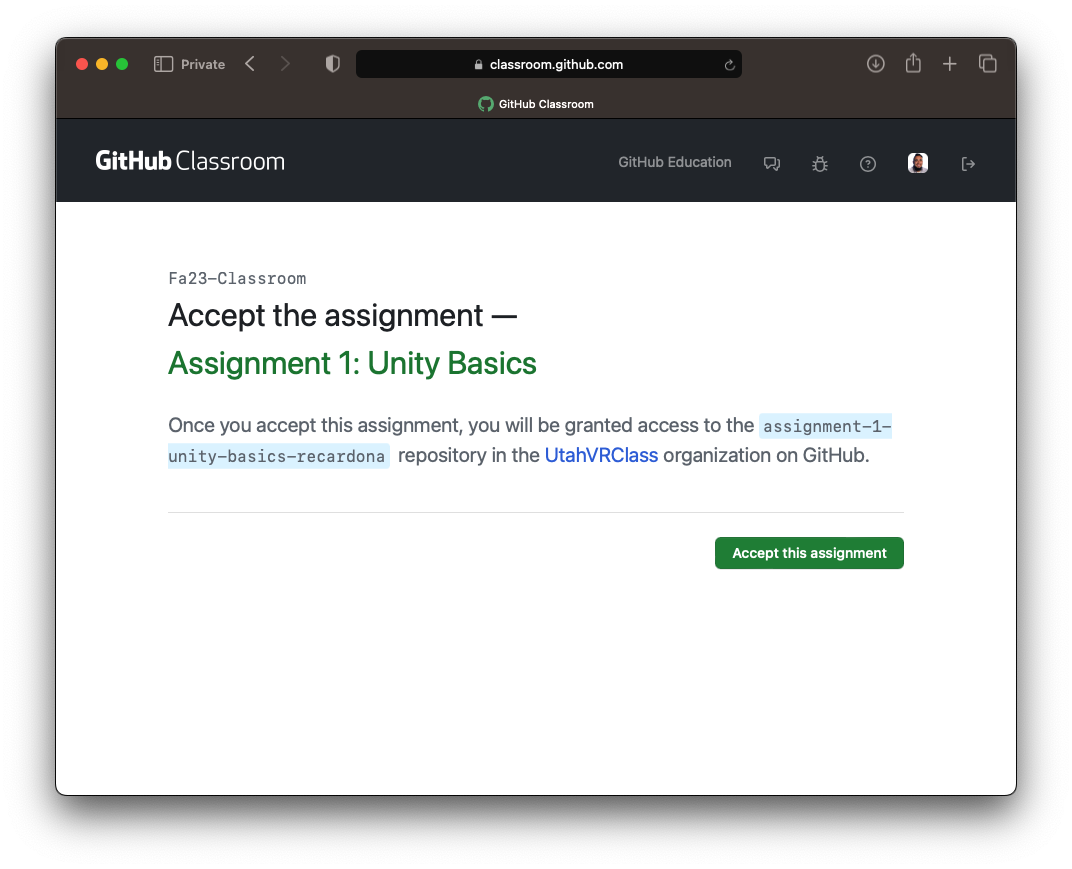 Private
classroom.github.com
GitHub Classroom
GitHub Classroom
GitHub Education
Fa23-Classroom
Accept the assignment —
Assignment 1: Unity Basics
Once you accept this assignment, you will be granted access to the assignment-1-
unity-basics-recardona repository in the UtahVRClass organization on GitHub.
Accept this assignment